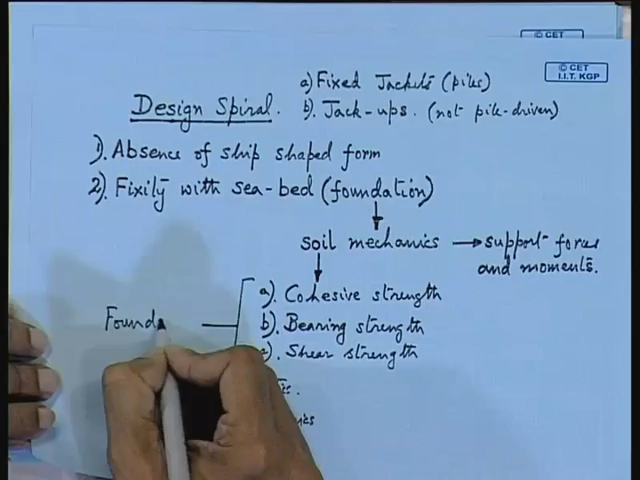 © CET
© CET
I.I.T. KGP
a) Fixed Jackets (piles)
Design Spiral. b). Jack-ups. (not pile-driven)
1). Absence of ship shaped form
2). Fixity with sea-bed (foundation)
soil mechanics → support forces
and moments.
a). Cohesive strength
Found b). Bearing strength
c). Shear strength